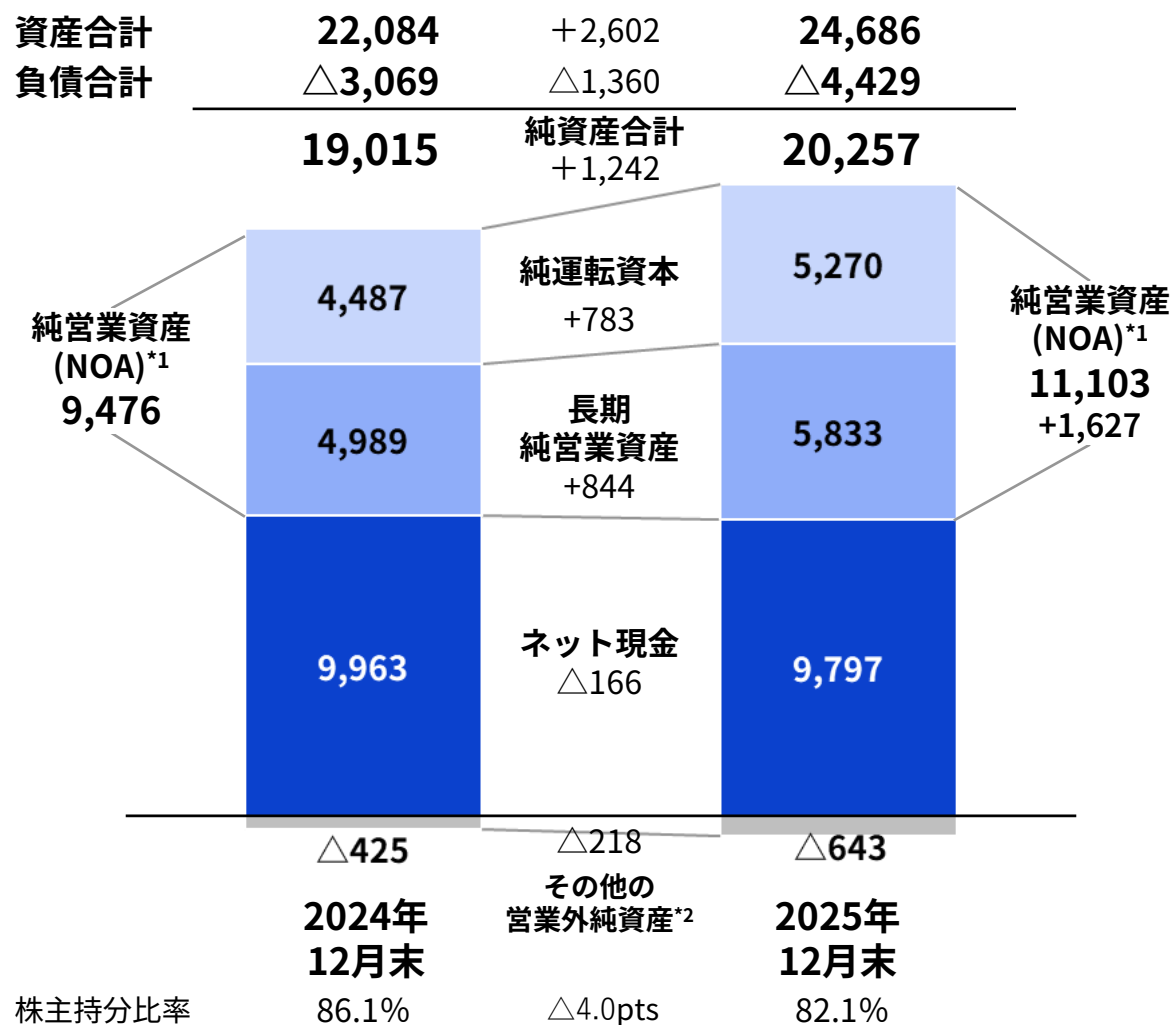 資産合計 22,084 ＋2,602 24,686
負債合計 △3,069 △1,360 △4,429
純資産合計
19,015 ＋1,242 20,257
純営業資産
(NOA)*1
9,476
4,487
純運転資本
+783
5,270
4,989
長期
純営業資産
+844
5,833
純営業資産
(NOA)*1
11,103
+1,627
9,963
ネット現金
△166
9,797
△425 △218 △643
その他の
営業外純資産*2
2024年
12月末
2025年
12月末
株主持分比率 86.1% △4.0pts 82.1%